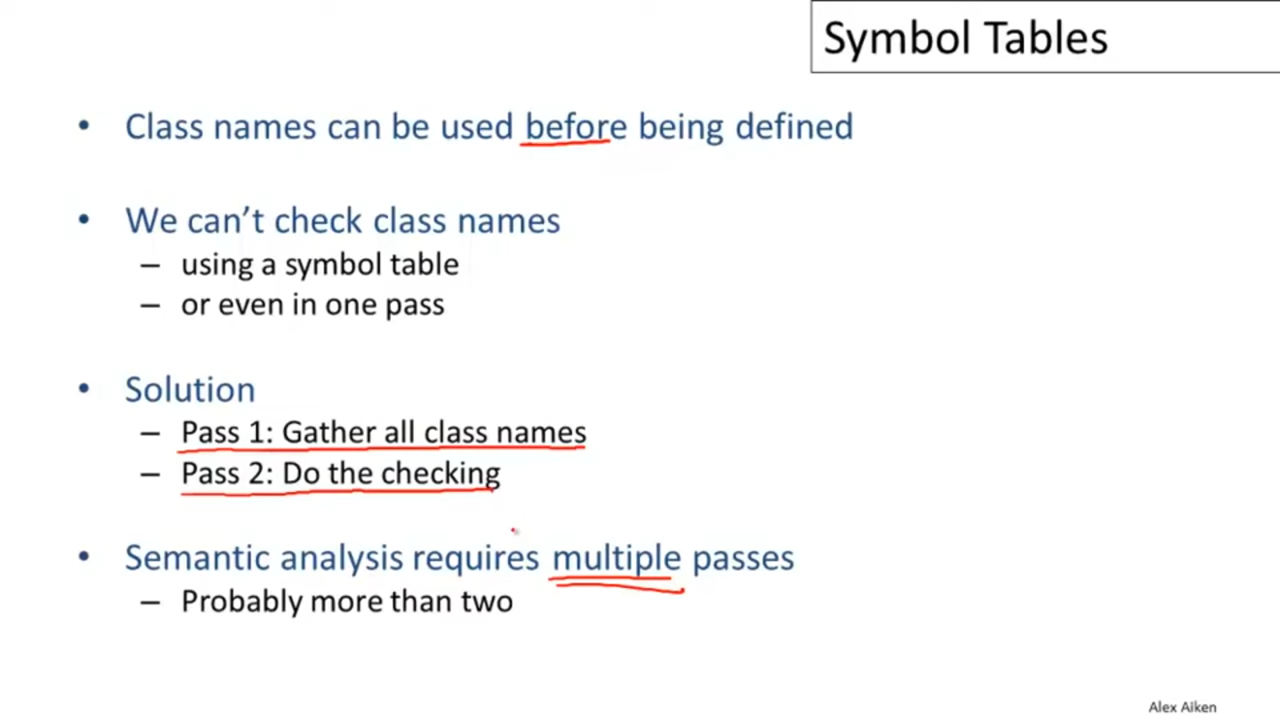 Symbol Tables
• Class names can be used before being defined
• We can't check class names
– using a symbol table
– or even in one pass
• Solution
– Pass 1: Gather all class names
– Pass 2: Do the checking
• Semantic analysis requires multiple passes
– Probably more than two
Alex Aiken